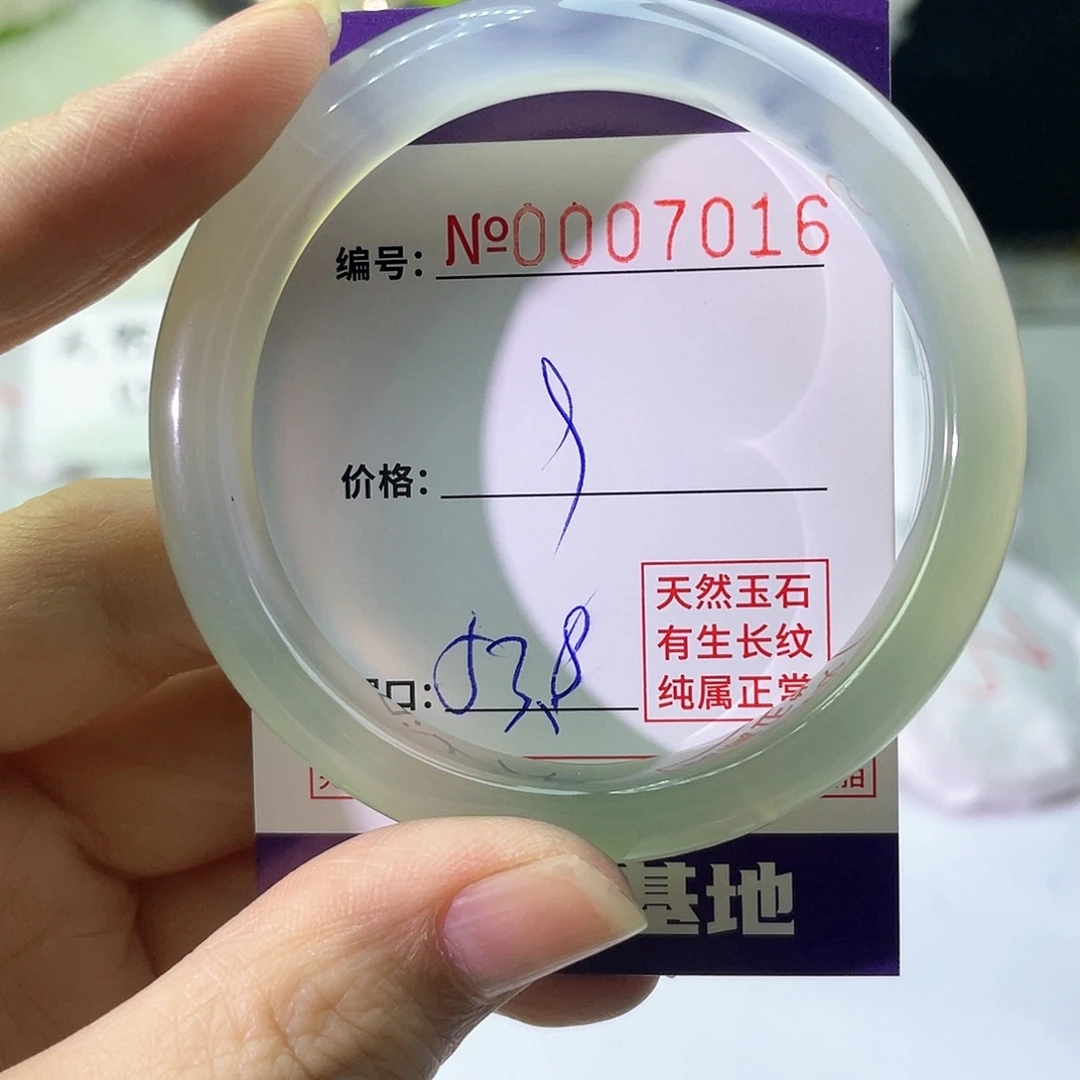 编号：№0007016
价格：
口：53.8
天然玉石
有生长纹
纯属正常
基地